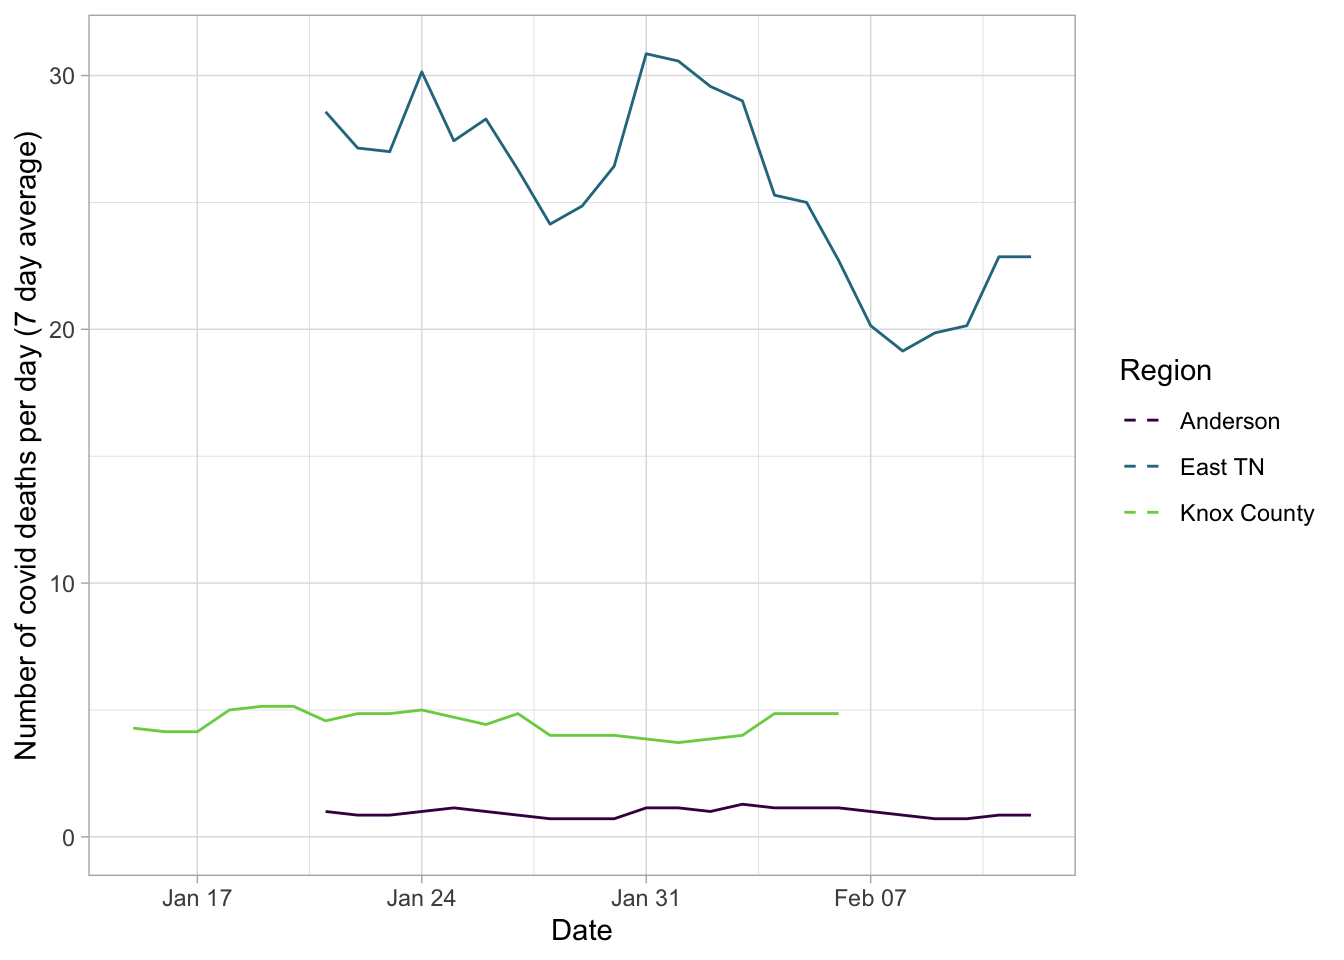 Number of covid deaths per day (7 day average)
30
20
10
0
Jan 17
Jan 24
Jan 31
Feb 07
Date
Region
Anderson
East TN
Knox County